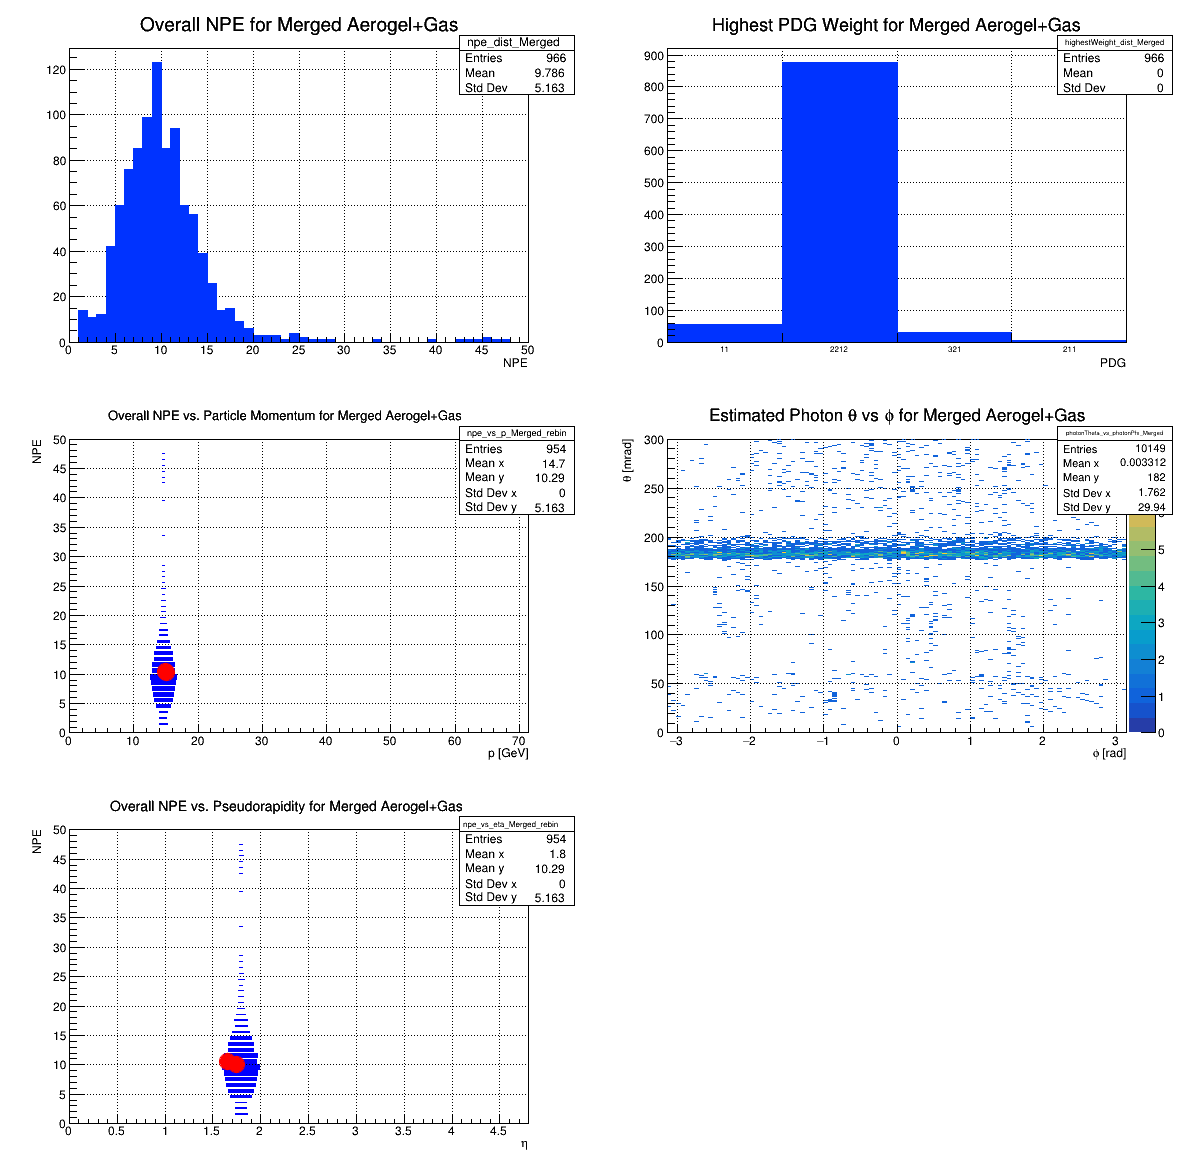 Overall NPE for Merged Aerogel+Gas
npe_dist_Merged
Entries 966
Mean 9.786
Std Dev 5.163
120
100
80
60
40
20
0
0 5 10 15 20 25 30 35 40 45 50
NPE
Highest PDG Weight for Merged Aerogel+Gas
highestWeight_dist_Merged
Entries 966
Mean 0
Std Dev 0
900
800
700
600
500
400
300
200
100
0
11 2212 321 211
PDG
Overall NPE vs. Particle Momentum for Merged Aerogel+Gas
npe_vs_p_Merged_rebin
Entries 954
Mean x 14.7
Mean y 10.29
Std Dev x 0
Std Dev y 5.163
NPE
50
45
40
35
30
25
20
15
10
5
0
0 10 20 30 40 50 60 70
p [GeV]
Estimated Photon θ vs ϕ for Merged Aerogel+Gas
photonTheta_vs_photonPhi_Merged
Entries 10149
Mean x 0.003312
Mean y 182
Std Dev x 1.762
Std Dev y 29.94
θ [mrad]
300
250
200
150
100
50
0
−3 −2 −1 0 1 2 3
ϕ [rad]
5
4
3
2
1
0
Overall NPE vs. Pseudorapidity for Merged Aerogel+Gas
npe_vs_eta_Merged_rebin
Entries 954
Mean x 1.8
Mean y 10.29
Std Dev x 0
Std Dev y 5.163
NPE
50
45
40
35
30
25
20
15
10
5
0
0 0.5 1 1.5 2 2.5 3 3.5 4 4.5
η